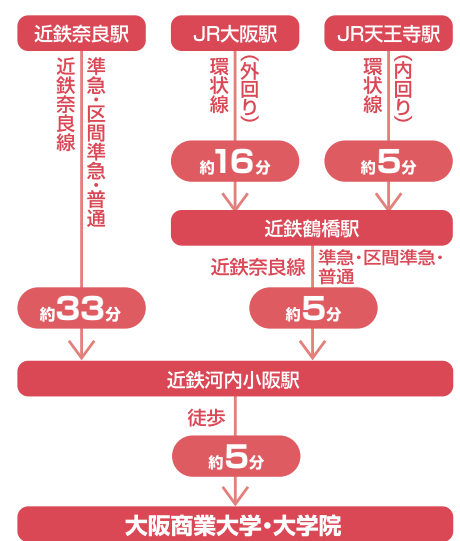 近鉄奈良駅
近鉄奈良線
準急・区間準急・普通
約33分
JR大阪駅
環状線
(外回り)
約16分
JR天王寺駅
環状線
(内回り)
約5分
近鉄鶴橋駅
近鉄奈良線
準急・区間準急・
普通
約5分
近鉄河内小阪駅
徒歩
約5分
大阪商業大学・大学院